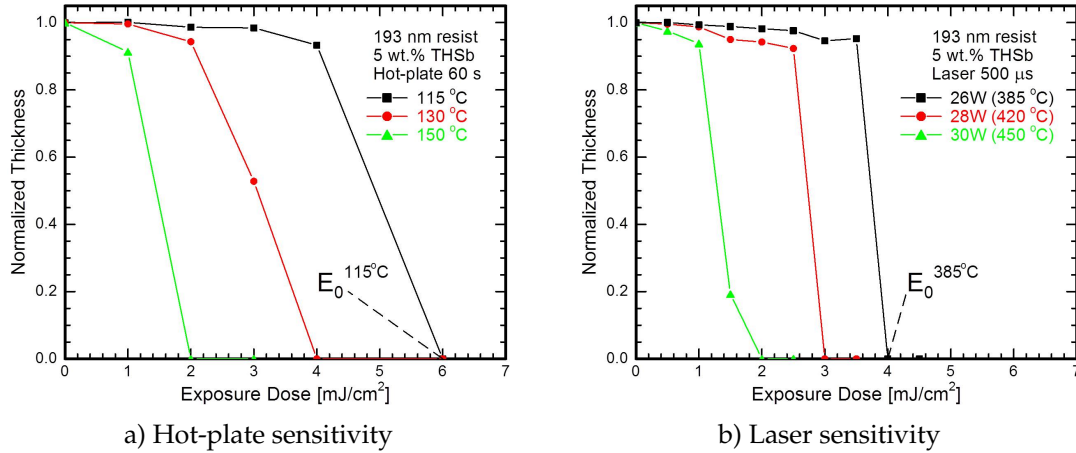 1.0
0.8
0.6
0.4
0.2
0.0
Normalized Thickness
193 nm resist
5 wt.% THSb
Hot-plate 60 s
115 °C
130 °C
150 °C
E₀ 115°C
0 1 2 3 4 5 6 7
Exposure Dose [mJ/cm²]
a) Hot-plate sensitivity
1.0
0.8
0.6
0.4
0.2
0.0
Normalized Thickness
193 nm resist
5 wt.% THSb
Laser 500 μs
26W (385 °C)
28W (420 °C)
30W (450 °C)
E₀ 385°C
0 1 2 3 4 5 6 7
Exposure Dose [mJ/cm²]
b) Laser sensitivity